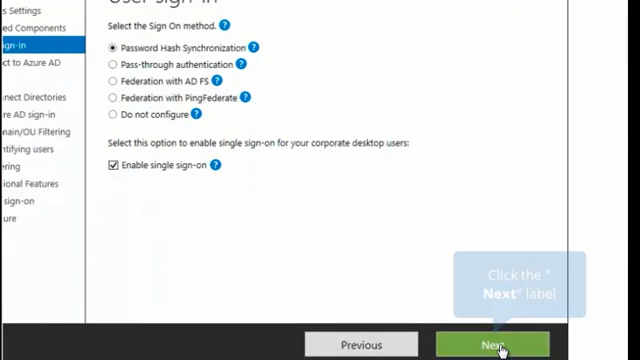 User sign-in
s Settings
Select the Sign On method. ?
ed Components
ign-In
Password Hash Synchronization ?
ct to Azure AD
Pass-through authentication ?
Federation with AD FS ?
nect Directories
Federation with PingFederate ?
re AD sign-in
Do not configure ?
main/OU Filtering
ntifying users
Select this option to enable single sign-on for your corporate desktop users:
ering
Enable single sign-on ?
ional Features
sign-on
ure
Click the "
Next" label
Previous
Next